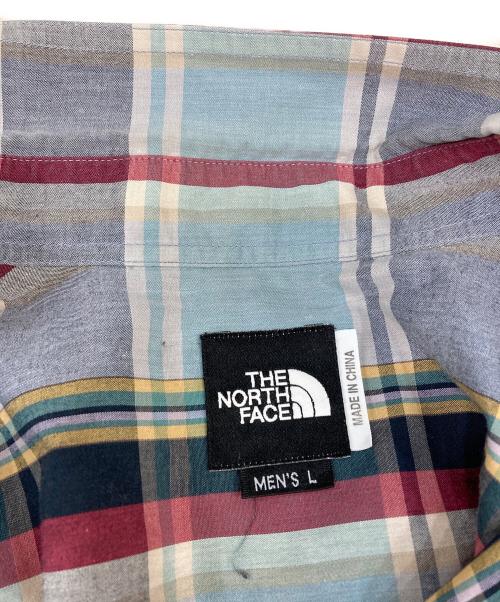 THE
NORTH
FACE
MADE IN CHINA
MEN'S L